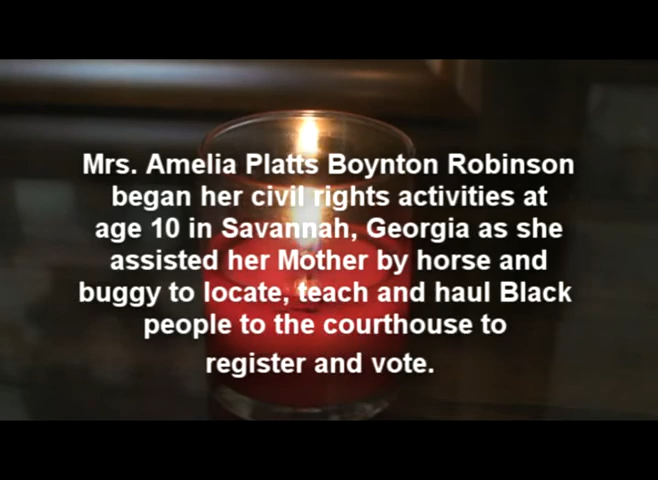 Mrs. Amelia Platts Boynton Robinson
began her civil rights activities at
age 10 in Savannah, Georgia as she
assisted her Mother by horse and
buggy to locate, teach and haul Black
people to the courthouse to
register and vote.